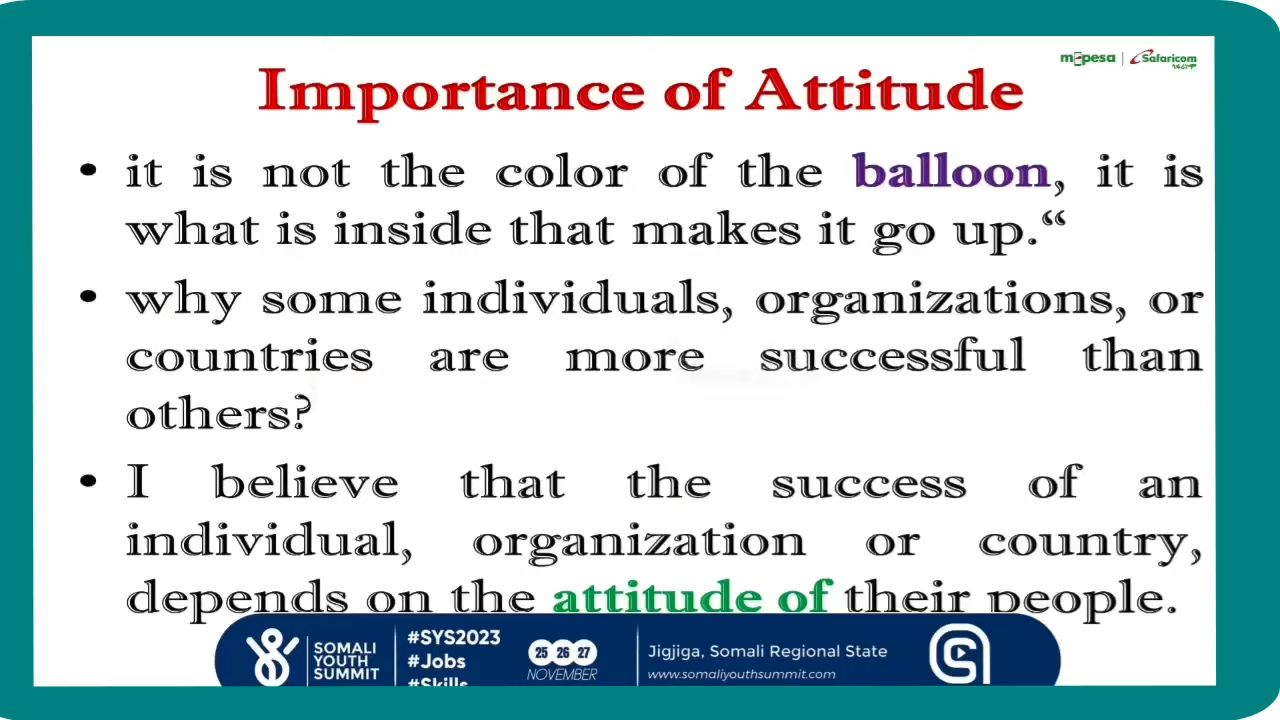 m-pesa | Safaricom
Importance of Attitude
• it is not the color of the balloon, it is
what is inside that makes it go up.“
• why some individuals, organizations, or
countries are more successful than
others?
• I believe that the success of an
individual, organization or country,
depends on the attitude of their people.
SOMALI
YOUTH
SUMMIT
#SYS2023
#Jobs
#Skills
25 26 27
NOVEMBER
Jigjiga, Somali Regional State
www.somaliyouthsummit.com